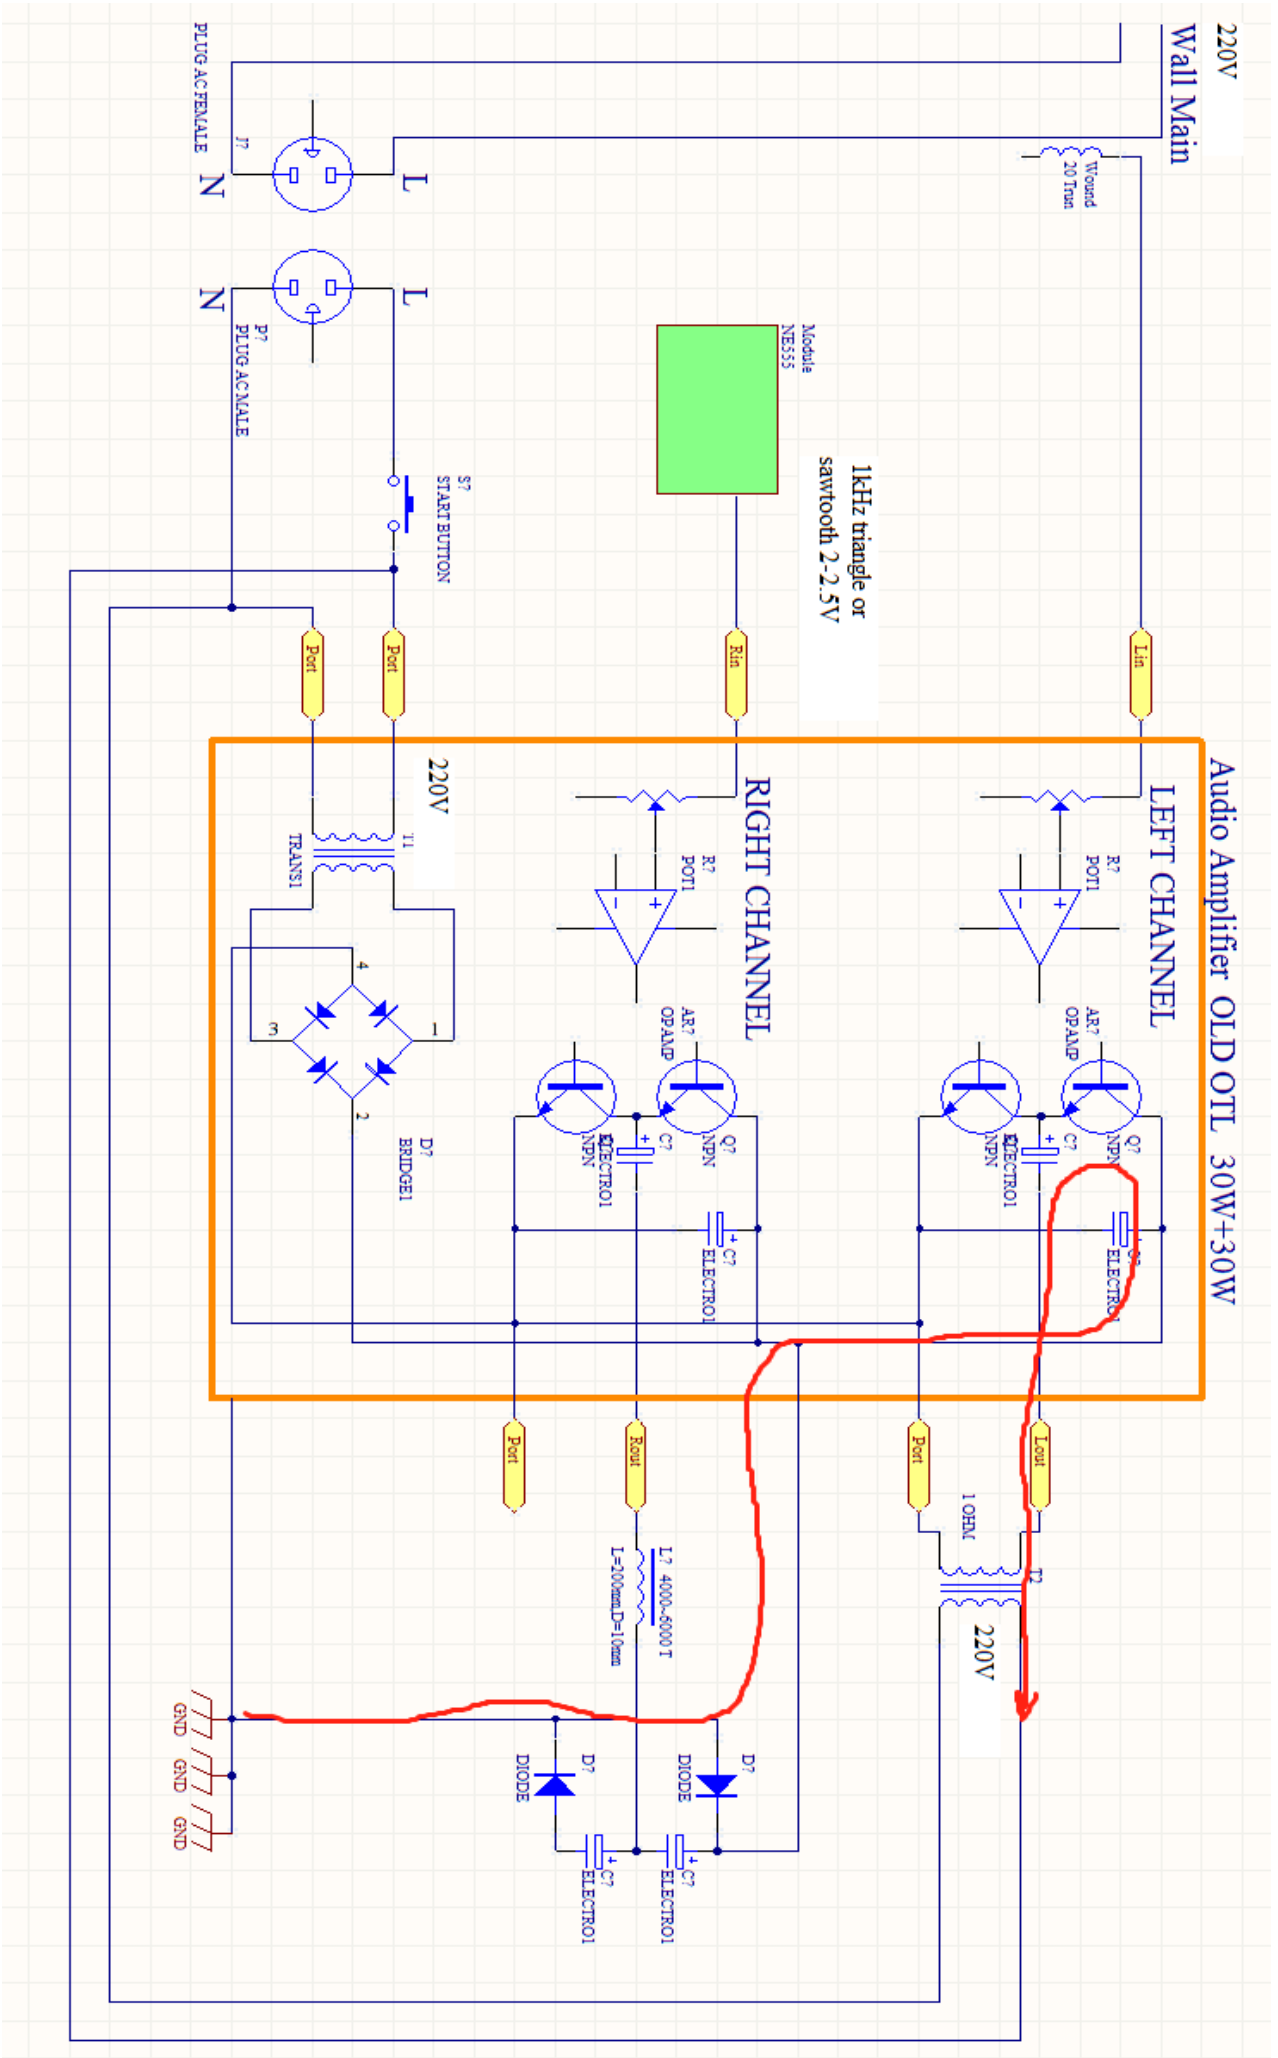 220V
Wall Main
PLUG AC FEMALE
J?
N
L
Wound
20 Trun
N
L
P?
PLUG AC MALE
Module
NE555
1kHz triangle or
sawtooth 2-2.5V
S?
START BUTTON
Port
Port
Rin
Lin
Audio Amplifier OLD OTL 30W+30W
LEFT CHANNEL
RIGHT CHANNEL
220V
T1
TRANS1
R?
POT1
R?
POT1
+
-
+
-
AR?
OPAMP
AR?
OPAMP
4
3
1
2
D?
BRIDGE1
Q?
NPN
C?
ELECTRO1
NPN
Q?
NPN
C?
ELECTRO1
NPN
C?
ELECTRO1
C?
ELECTRO1
Port
Rout
Port
Lout
1 OHM
T2
220V
L? 4000-6000T
L=200mm,D=10mm
GND
GND
GND
D?
DIODE
D?
DIODE
C?
ELECTRO1
C?
ELECTRO1